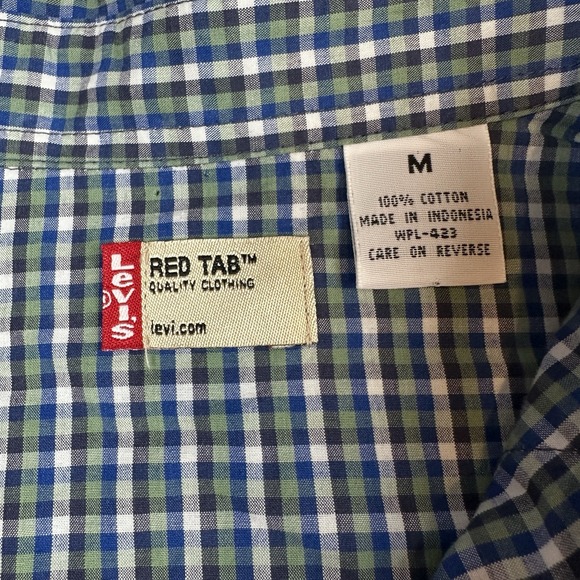 M
100% COTTON
MADE IN INDONESIA
WPL-423
CARE ON REVERSE
LEVI'S
®
RED TAB™
QUALITY CLOTHING
levi.com